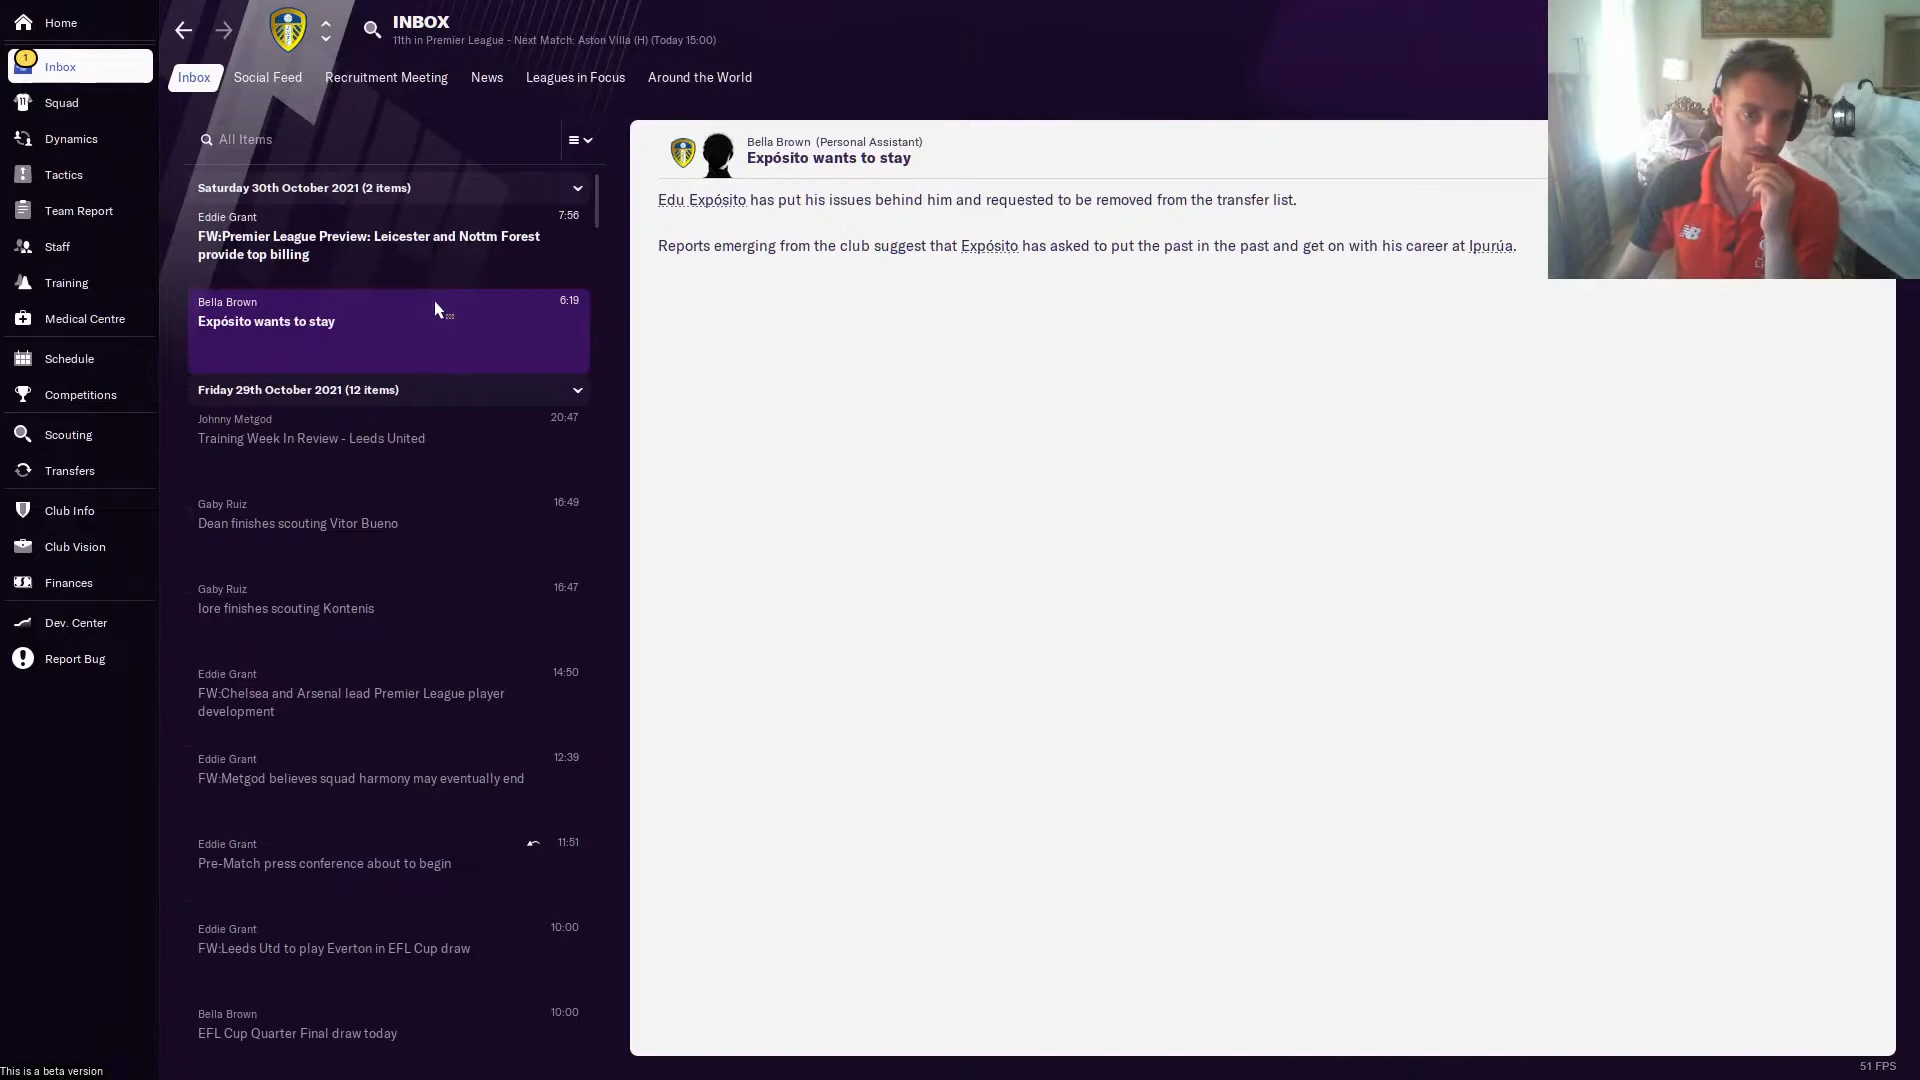 Home
1
Inbox
Squad
Dynamics
Tactics
Team Report
Staff
Training
Medical Centre
Schedule
Competitions
Scouting
Transfers
Club Info
Club Vision
Finances
Dev. Center
Report Bug
This is a beta version
INBOX
11th in Premier League - Next Match: Aston Villa (H) (Today 15:00)
Inbox Social Feed Recruitment Meeting News Leagues in Focus Around the World
All Items
Saturday 30th October 2021 (2 items)
Eddie Grant 7:56
FW:Premier League Preview: Leicester and Nottm Forest
provide top billing
Bella Brown 6:19
Expósito wants to stay
Friday 29th October 2021 (12 items)
Johnny Metgod 20:47
Training Week In Review - Leeds United
Gaby Ruiz 16:49
Dean finishes scouting Vitor Bueno
Gaby Ruiz 16:47
Iore finishes scouting Kontenis
Eddie Grant 14:50
FW:Chelsea and Arsenal lead Premier League player
development
Eddie Grant 12:39
FW:Metgod believes squad harmony may eventually end
Eddie Grant 11:51
Pre-Match press conference about to begin
Eddie Grant 10:00
FW:Leeds Utd to play Everton in EFL Cup draw
Bella Brown 10:00
EFL Cup Quarter Final draw today
Bella Brown (Personal Assistant)
Expósito wants to stay
Edu Expósito has put his issues behind him and requested to be removed from the transfer list.
Reports emerging from the club suggest that Expósito has asked to put the past in the past and get on with his career at Ipurúa.
51 FPS